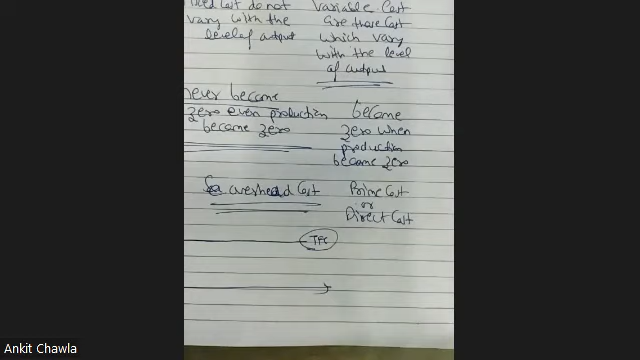 fixed Cost do not
vary with the
level of output
Variable Cost
are those Cost
which vary
with the level
of output
never become
zero even production
become zero
become
zero when
production
become zero
overhead Cost
Prime Cost
or
Direct Cost
TFC
Ankit Chawla